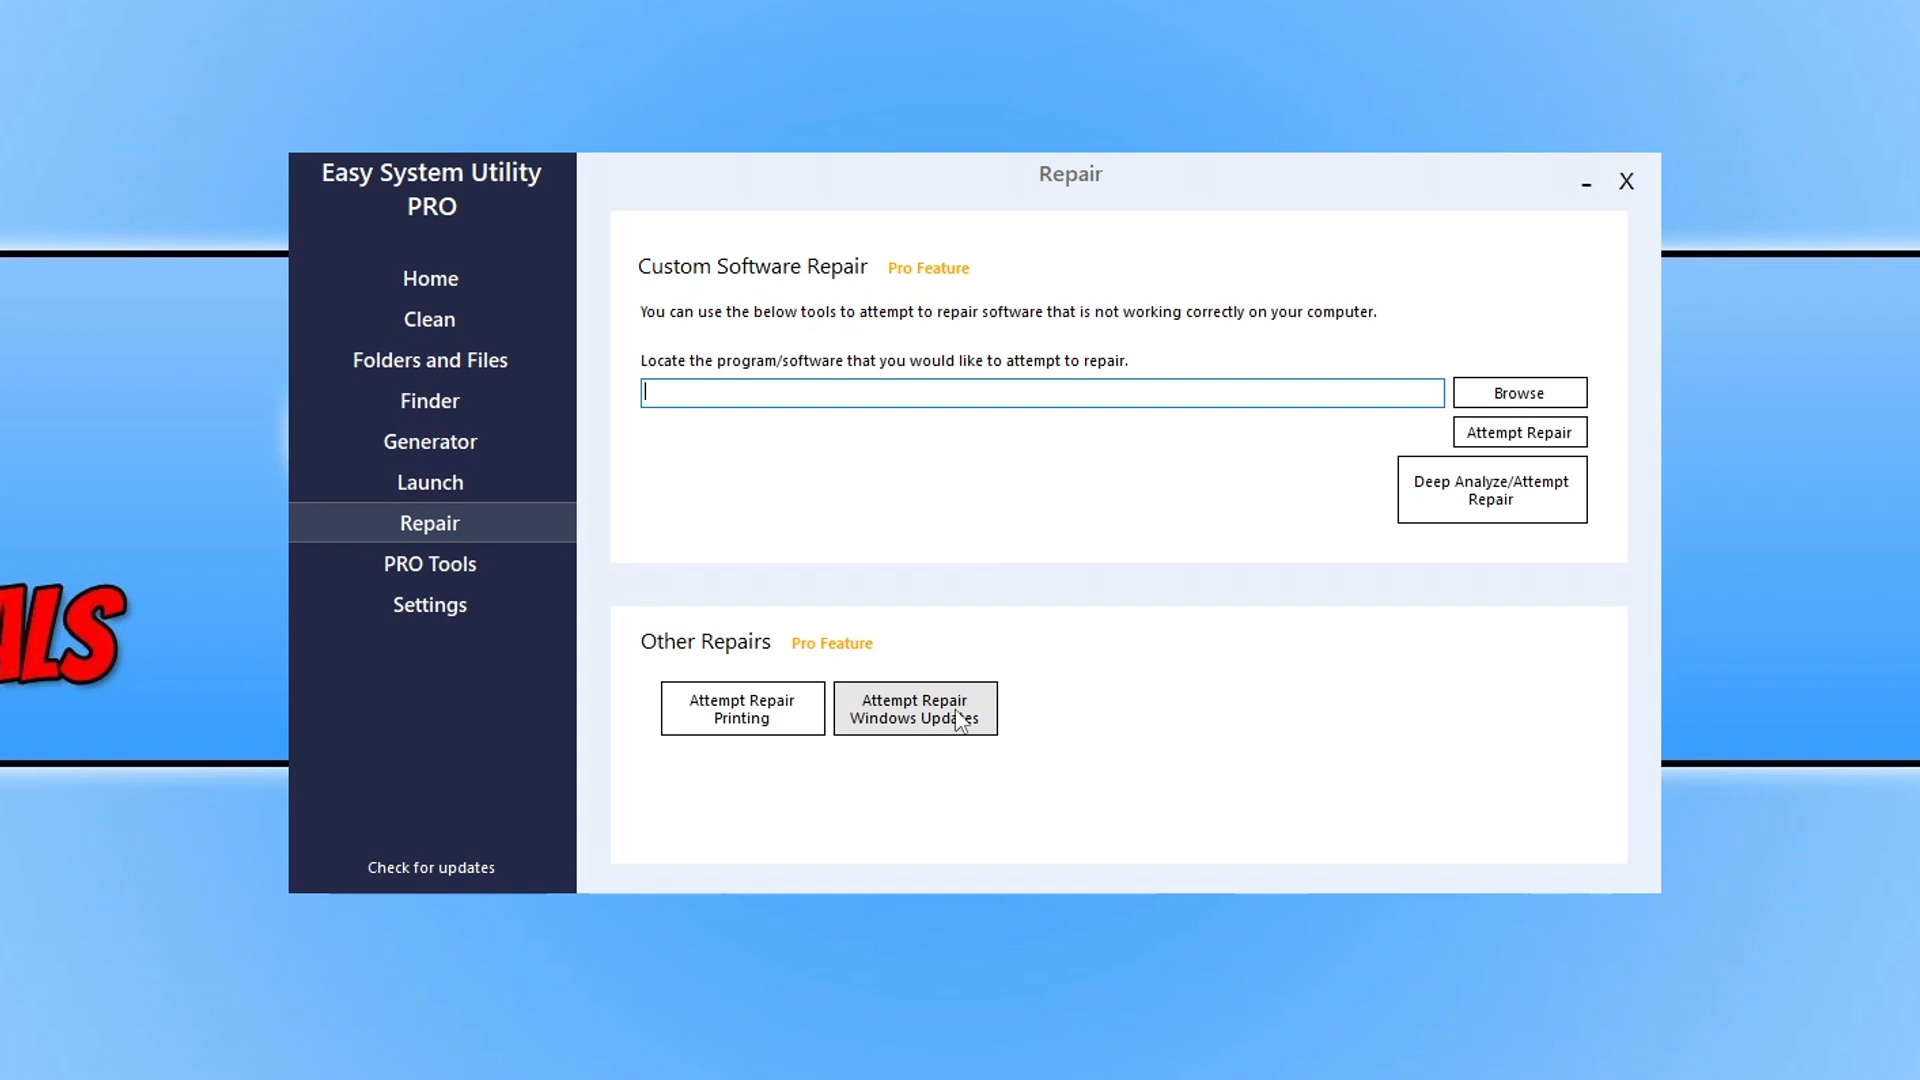 Easy System Utility
PRO
Home
Clean
Folders and Files
Finder
Generator
Launch
Repair
PRO Tools
Settings
Check for updates
Repair
- X
Custom Software Repair Pro Feature
You can use the below tools to attempt to repair software that is not working correctly on your computer.
Locate the program/software that you would like to attempt to repair.
Browse
Attempt Repair
Deep Analyze/Attempt
Repair
Other Repairs Pro Feature
Attempt Repair
Printing
Attempt Repair
Windows Updates
ALS